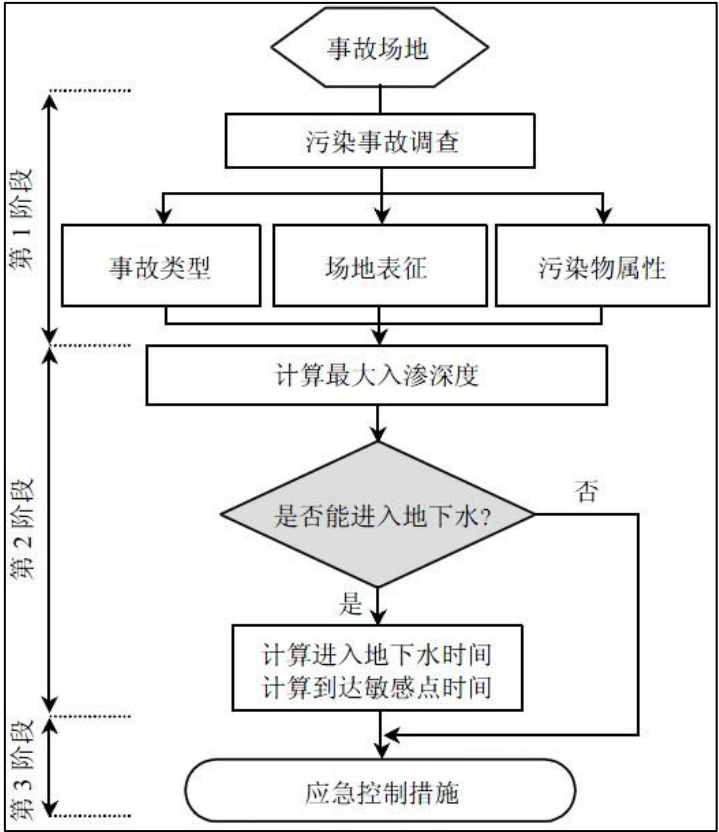 事故场地
污染事故调查
第 1 阶段
事故类型
场地表征
污染物属性
计算最大入渗深度
第 2 阶段
是否能进入地下水?
否
是
计算进入地下水时间
计算到达敏感点时间
第 3 阶段
应急控制措施